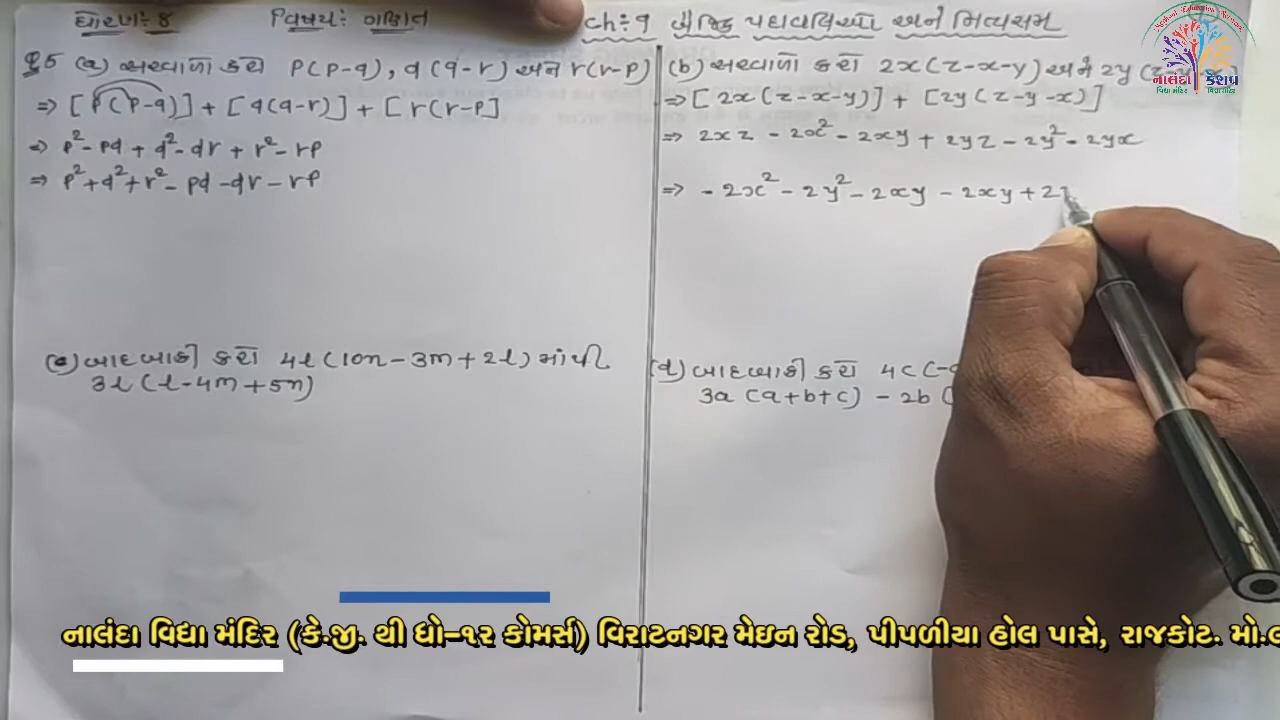 ધોરણ: 8 વિષય: ગણિત ch: 9 બૈજિક પદાવલિઓ અને નિત્યસમ
નાલંદા વિદ્યા મંદિર
(a) સરવાળો કરો p(p-q), q(q-r) અને r(r-p)
⇒ [p(p-q)] + [q(q-r)] + [r(r-p]
⇒ p² - pq + q² - qr + r² - rp
⇒ p² + q² + r² - pq - qr - rp
(b) સરવાળો કરો 2x(z-x-y) અને 2y
⇒ [2x(z-x-y)] + [2y(z-y-x)]
⇒ 2xz - 2x² - 2xy + 2yz - 2y² - 2yx
⇒ - 2x² - 2y² - 2xy - 2xy + 2
(c) બાદબાકી કરો 4l(10n-3m+2l) માંથી
3l(l-4m+5n)
(d) બાદબાકી કરો 4c(-
3a(a+b+c) - 2b(
નાલંદા વિદ્યા મંદિર (કે.જી. થી ધો-૧૨ કોમર્સ) વિરાટનગર મેઇન રોડ, પીપળીયા હોલ પાસે, રાજકોટ. મો.